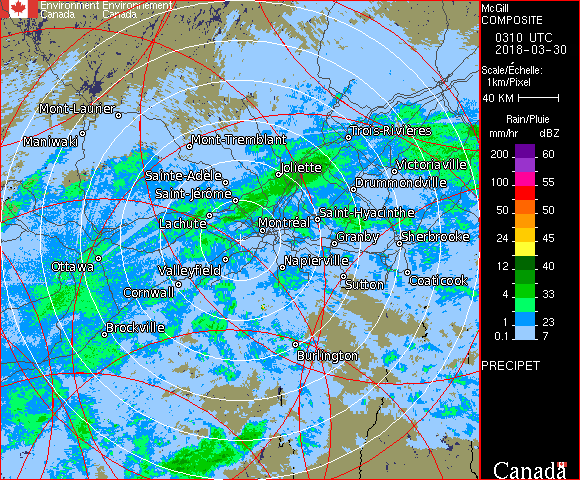 Environment Environnement
Canada Canada
McGill
COMPOSITE
0310 UTC
2018-03-30
Scale/Échelle:
1km/Pixel
40 KM
Rain/Pluie
mm/hr dBZ
200 60
100 55
50 50
24 45
12 40
8 37
4 33
1 23
0.1 7
PRECIPET
Canada
Mont-Laurier
Maniwaki
Mont-Tremblant
Trois-Rivières
Sainte-Adèle
Joliette
Victoriaville
Saint-Jérôme
Drummondville
Lachute
Montréal
Saint-Hyacinthe
Granby
Sherbrooke
Ottawa
Valleyfield
Napierville
Cornwall
Sutton
Coaticook
Brockville
Burlington